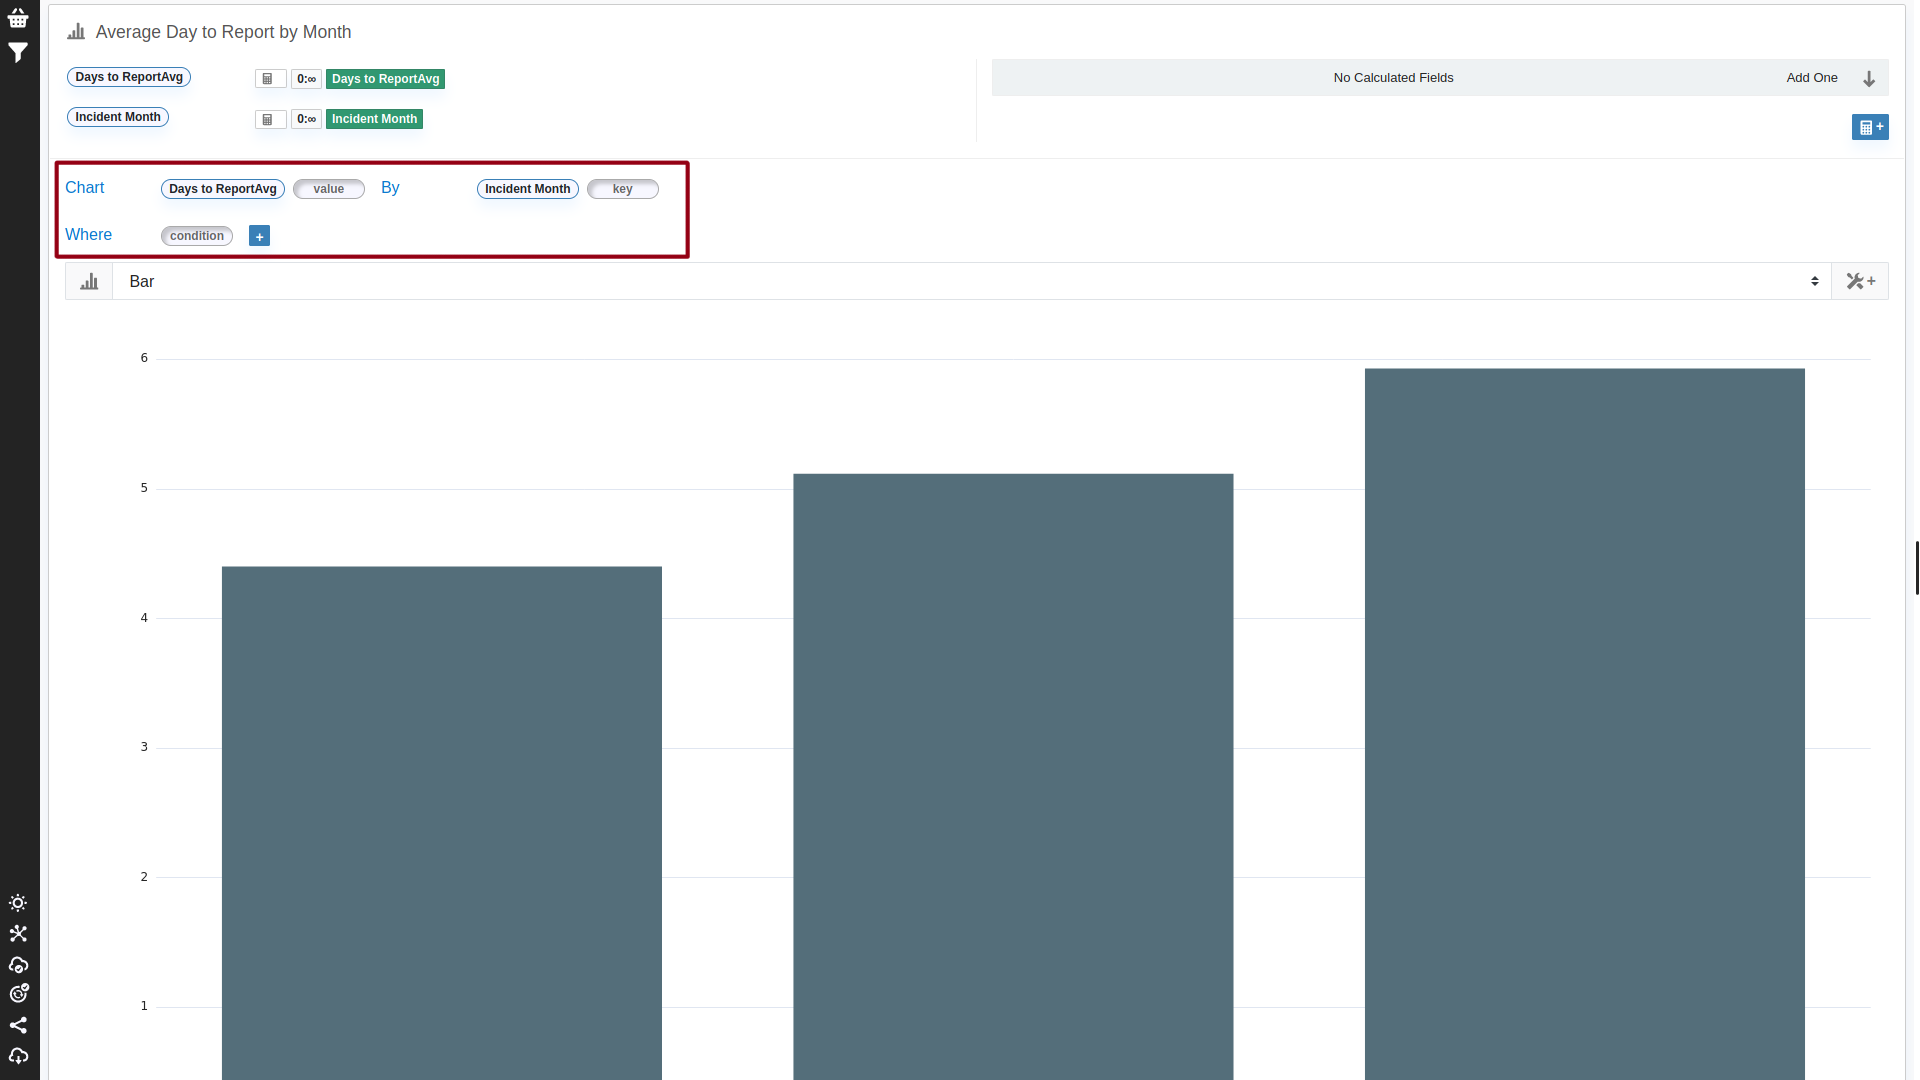 Average Day to Report by Month
Days to ReportAvg 0:∞ Days to ReportAvg
No Calculated Fields Add One
Incident Month 0:∞ Incident Month
+
Chart Days to ReportAvg value By Incident Month key
Where condition +
Bar +
6
5
4
3
2
1